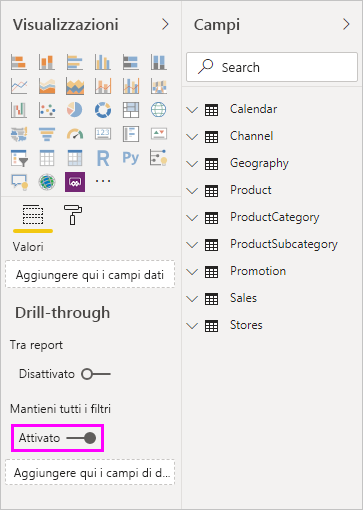 Visualizzazioni
123
R
Py
Valori
Aggiungere qui i campi dati
Drill-through
Tra report
Disattivato
Mantieni tutti i filtri
Attivato
Aggiungere qui i campi di d...
Campi
Search
Calendar
Channel
Geography
Product
ProductCategory
ProductSubcategory
Promotion
Sales
Stores